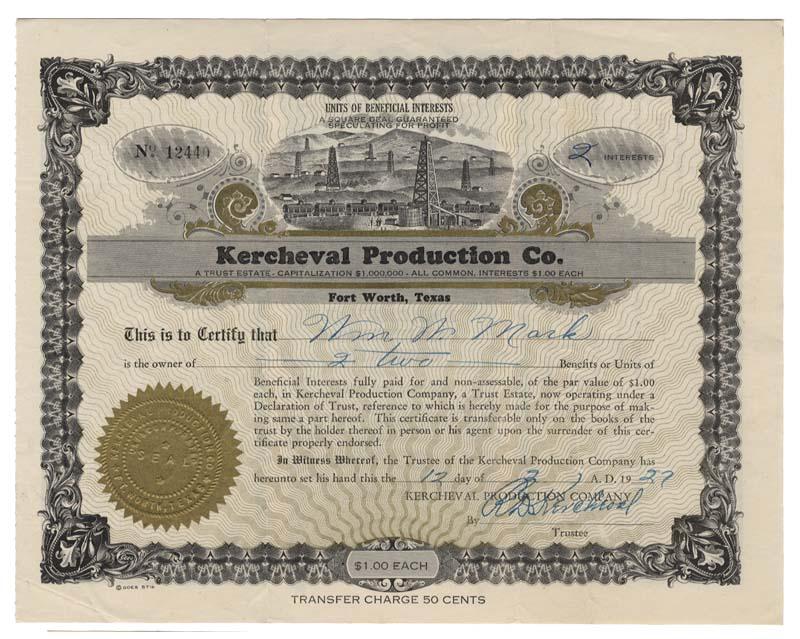 UNITS OF BENEFICIAL INTERESTS
A SQUARE DEAL GUARANTEED
SPECULATING FOR PROFIT
No 12440
2 INTERESTS
Kercheval Production Co.
A TRUST ESTATE - CAPITALIZATION $1,000,000 - ALL COMMON, INTERESTS $1.00 EACH
Fort Worth, Texas
This is to Certify that Wm W. Mark
is the owner of 2 two Benefits or Units of
Beneficial Interests fully paid for and non-assessable, of the par value of $1.00
each, in Kercheval Production Company, a Trust Estate, now operating under a
Declaration of Trust, reference to which is hereby made for the purpose of mak-
ing same a part hereof. This certificate is transferable only on the books of the
trust by the holder thereof in person or his agent upon the surrender of this cer-
tificate properly endorsed.
In Witness Whereof, the Trustee of the Kercheval Production Company has
hereunto set his hand this the 12 day of A. D. 1927
KERCHEVAL PRODUCTION COMPANY
By R D Kercheval
Trustee
SEAL
$1.00 EACH
© GOES 57½
TRANSFER CHARGE 50 CENTS